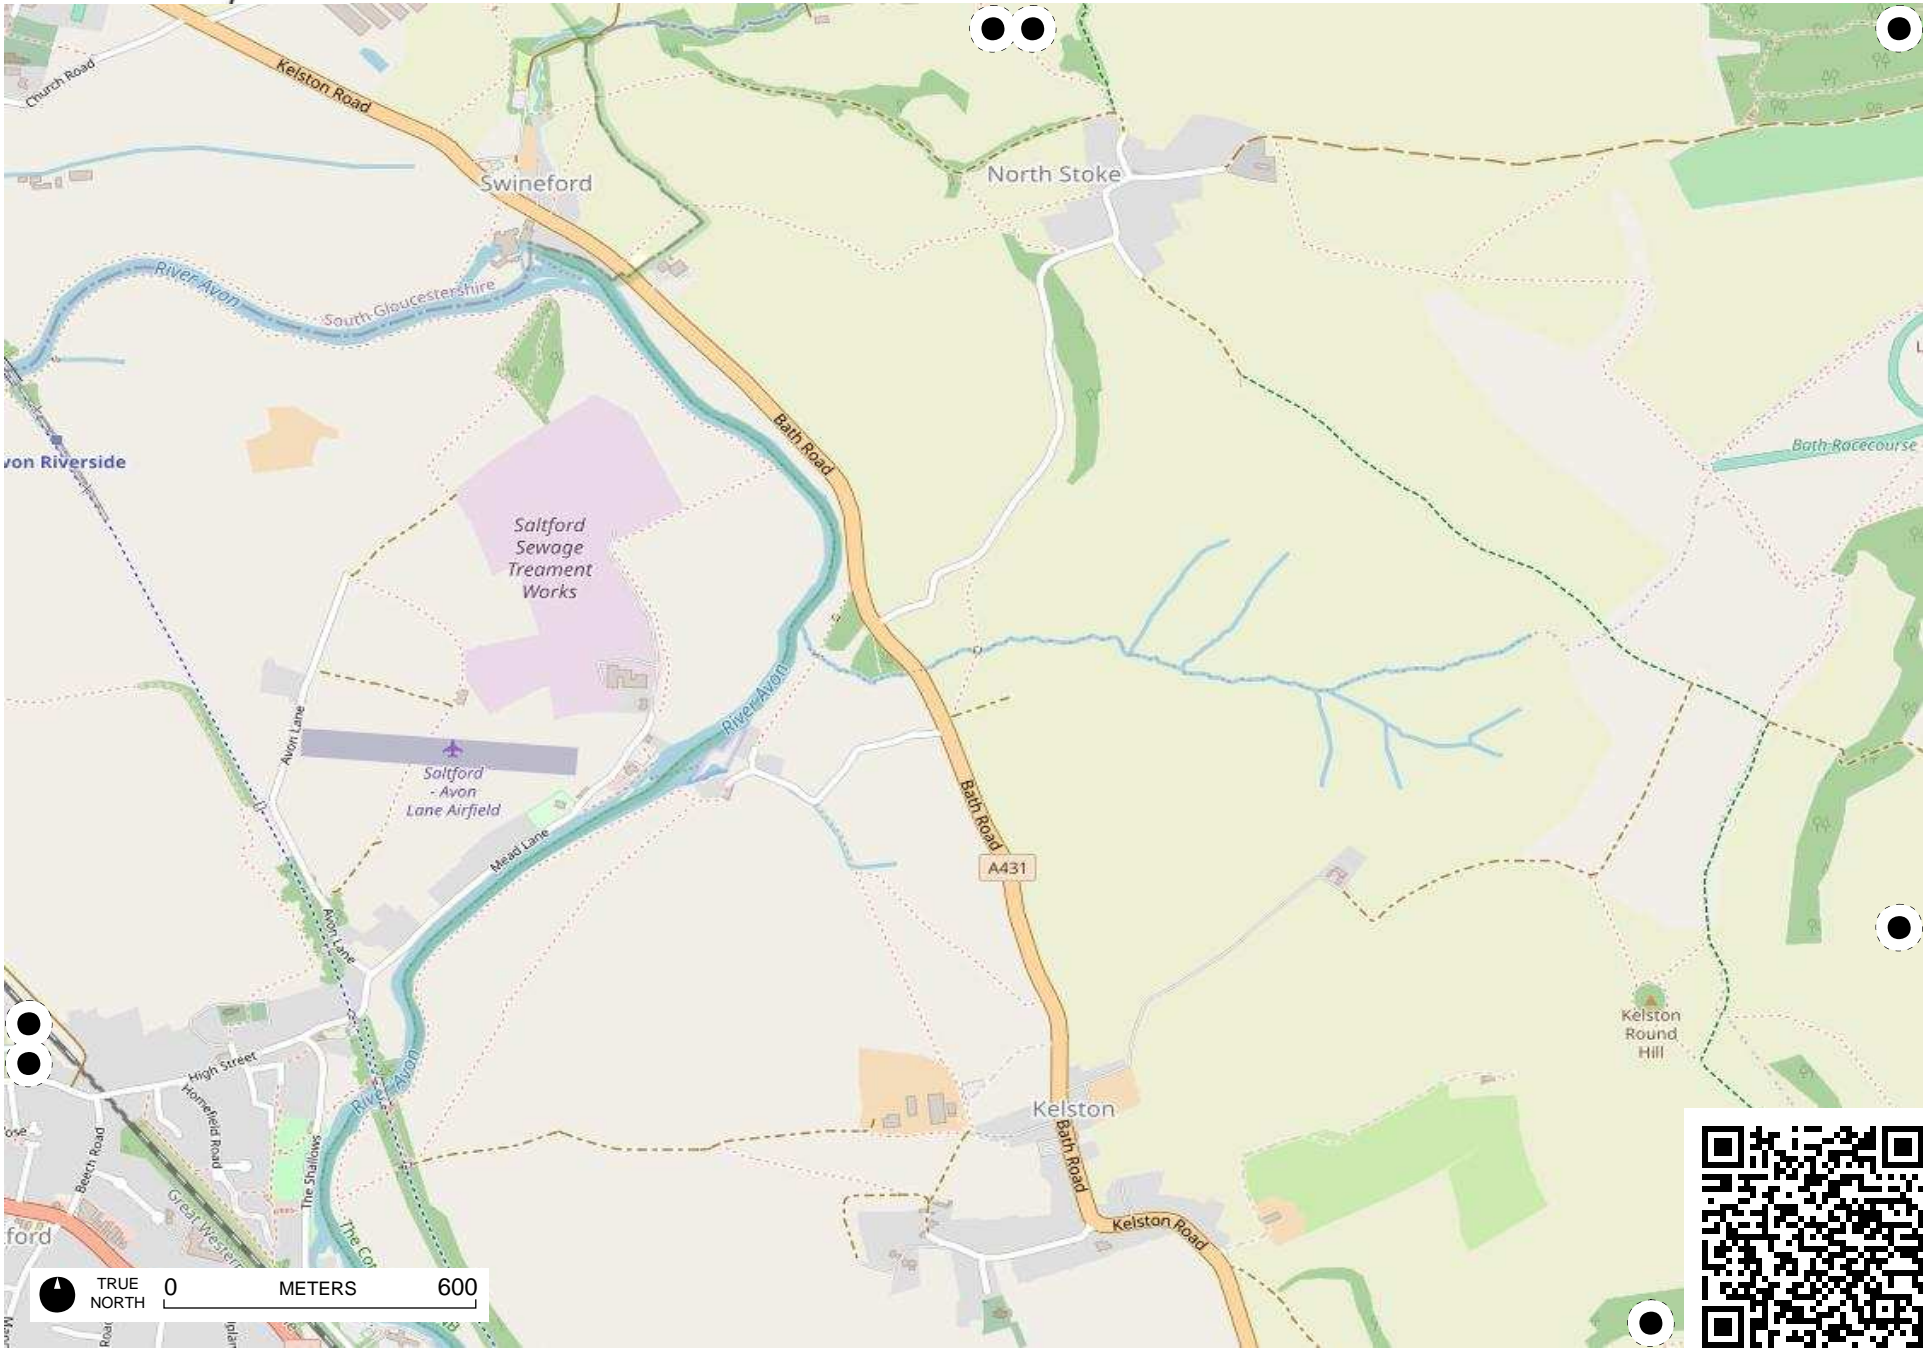 Church Road
Kelston Road
Swineford
North Stoke
River Avon
South Gloucestershire
Bath Road
Bath Racecourse
L
von Riverside
Saltford
Sewage
Treament
Works
River Avon
Avon Lane
Saltford
- Avon
Lane Airfield
Mead Lane
Bath Road
A431
Avon Lane
Kelston
Round
Hill
High Street
River Avon
Homefield Road
Kelston
Bath Road
Beech Road
The Shallows
Great Western
ford
Kelston Road
TRUE
NORTH
0 METERS 600
Road